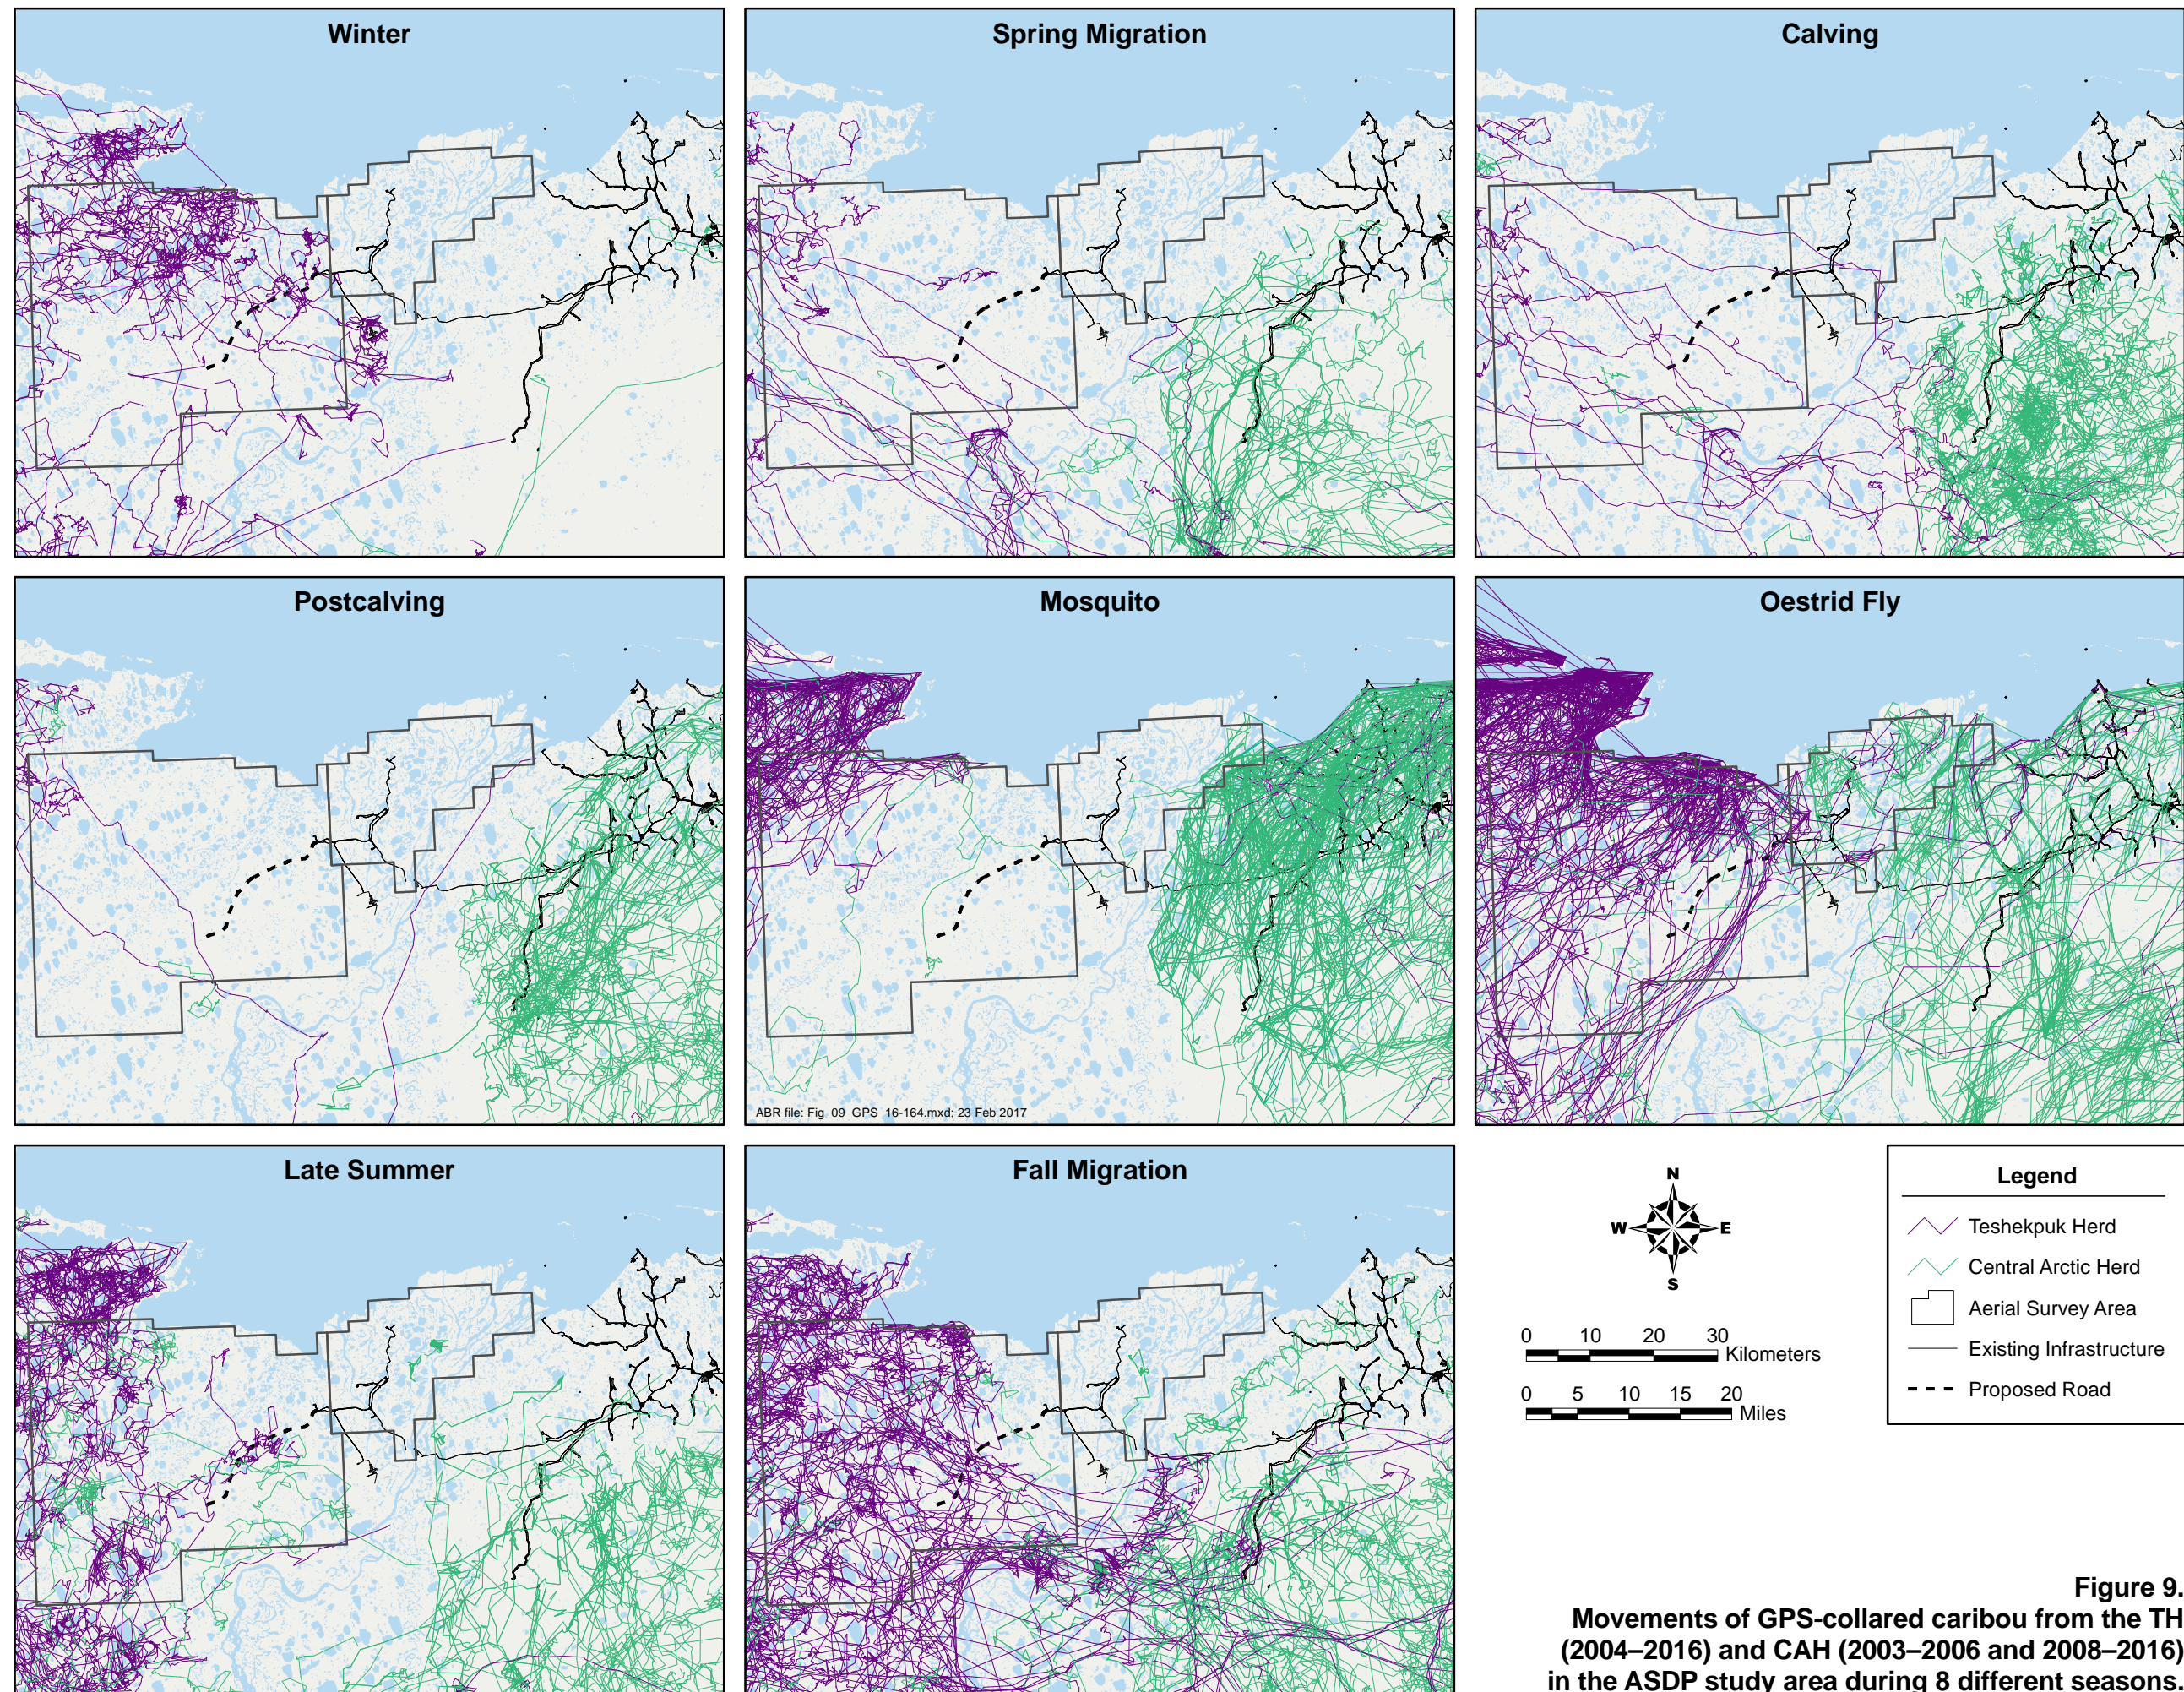 Winter
Spring Migration
Calving
Postcalving
Mosquito
Oestrid Fly
ABR file: Fig_09_GPS_16-164.mxd; 23 Feb 2017
Late Summer
Fall Migration
N
W E
S
0 10 20 30
Kilometers
0 5 10 15 20
Miles
Legend
Teshekpuk Herd
Central Arctic Herd
Aerial Survey Area
Existing Infrastructure
Proposed Road
Figure 9.
Movements of GPS-collared caribou from the TH
(2004–2016) and CAH (2003–2006 and 2008–2016)
in the ASDP study area during 8 different seasons.